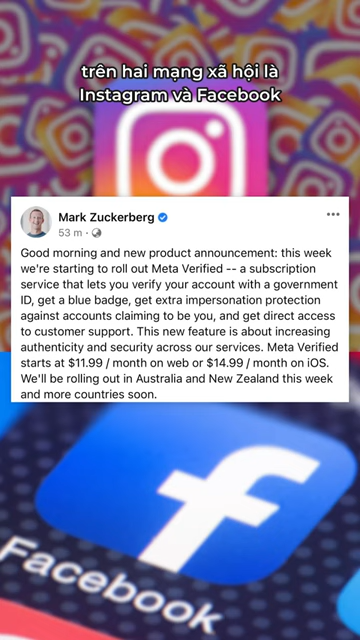 trên hai mạng xã hội là
Instagram và Facebook
Mark Zuckerberg
53 m ·
Good morning and new product announcement: this week
we're starting to roll out Meta Verified -- a subscription
service that lets you verify your account with a government
ID, get a blue badge, get extra impersonation protection
against accounts claiming to be you, and get direct access
to customer support. This new feature is about increasing
authenticity and security across our services. Meta Verified
starts at $11.99 / month on web or $14.99 / month on iOS.
We'll be rolling out in Australia and New Zealand this week
and more countries soon.
Facebook